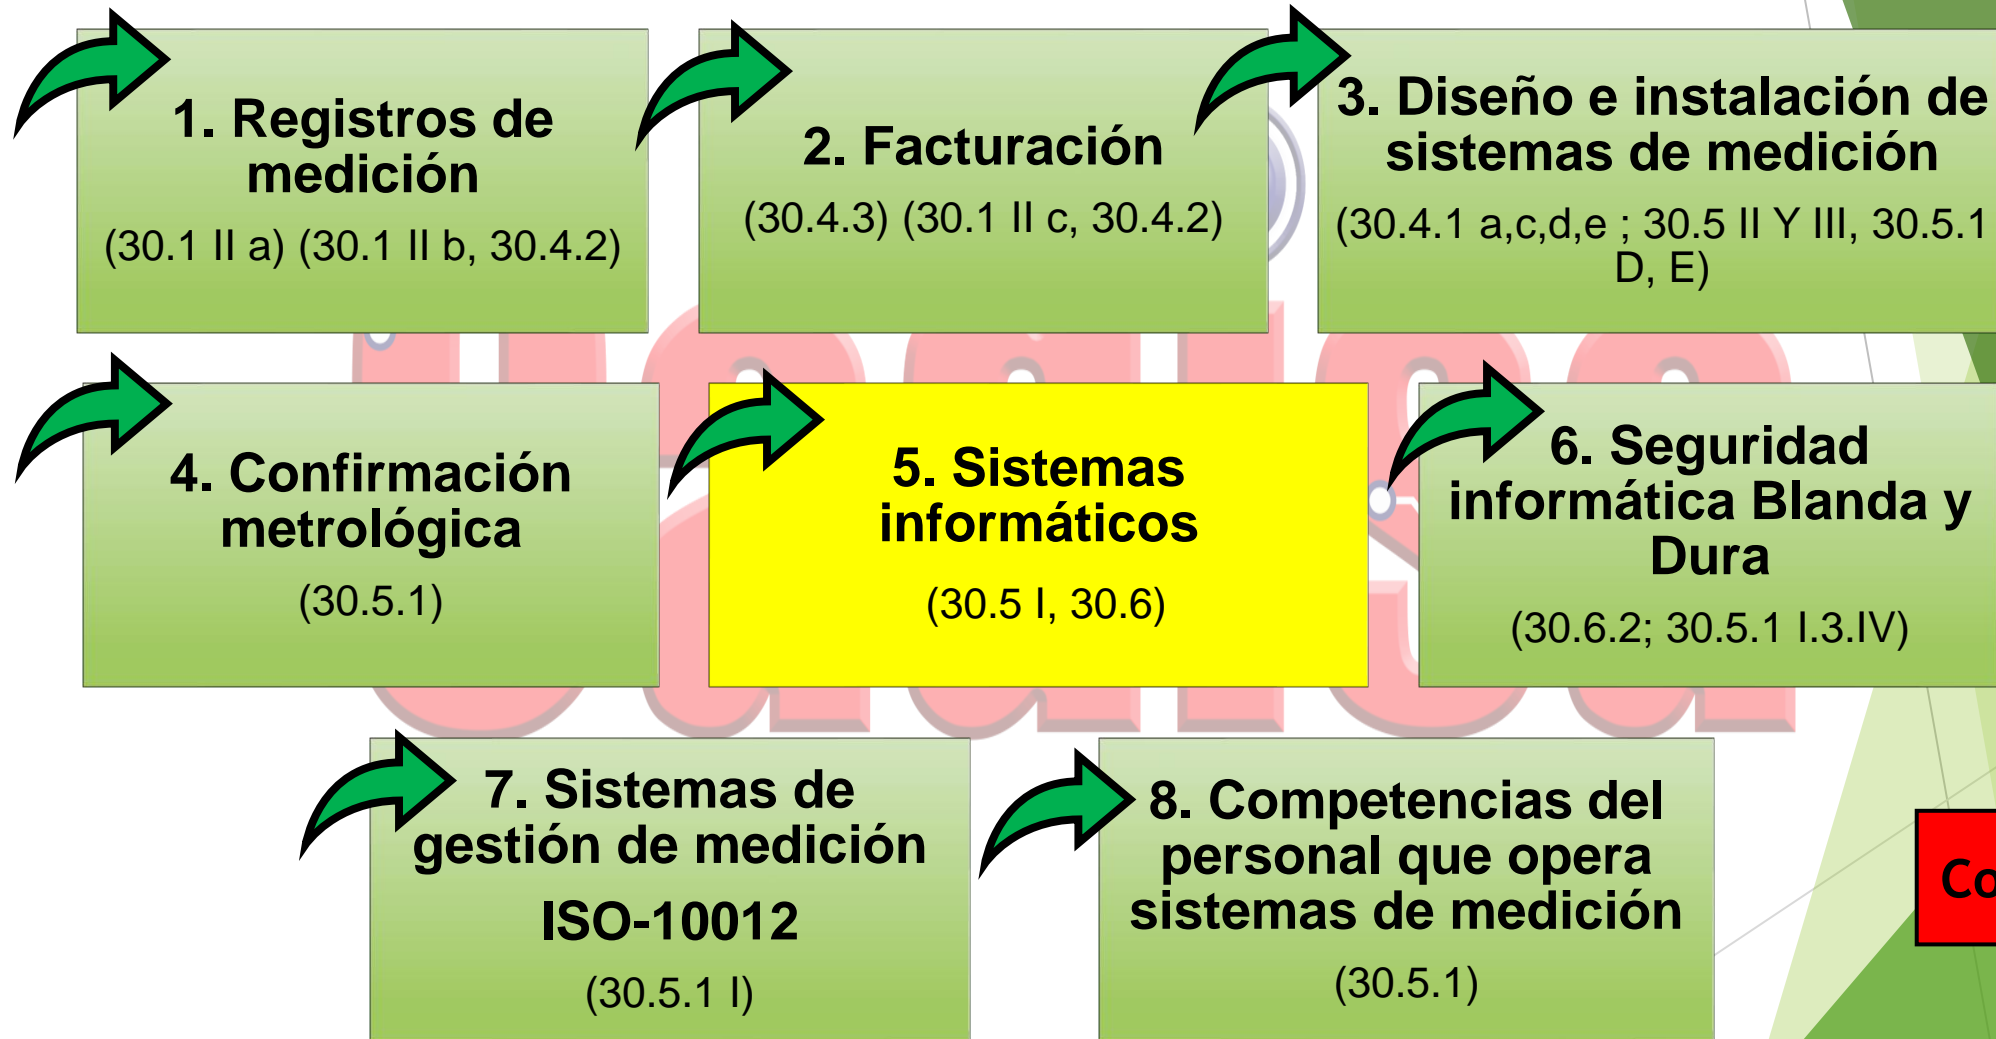 1. Registros de
medición
(30.1 II a) (30.1 II b, 30.4.2)
2. Facturación
(30.4.3) (30.1 II c, 30.4.2)
3. Diseño e instalación de
sistemas de medición
(30.4.1 a,c,d,e ; 30.5 II Y III, 30.5.1
D, E)
4. Confirmación
metrológica
(30.5.1)
5. Sistemas
informáticos
(30.5 I, 30.6)
6. Seguridad
informática Blanda y
Dura
(30.6.2; 30.5.1 I.3.IV)
7. Sistemas de
gestión de medición
ISO-10012
(30.5.1 I)
8. Competencias del
personal que opera
sistemas de medición
(30.5.1)